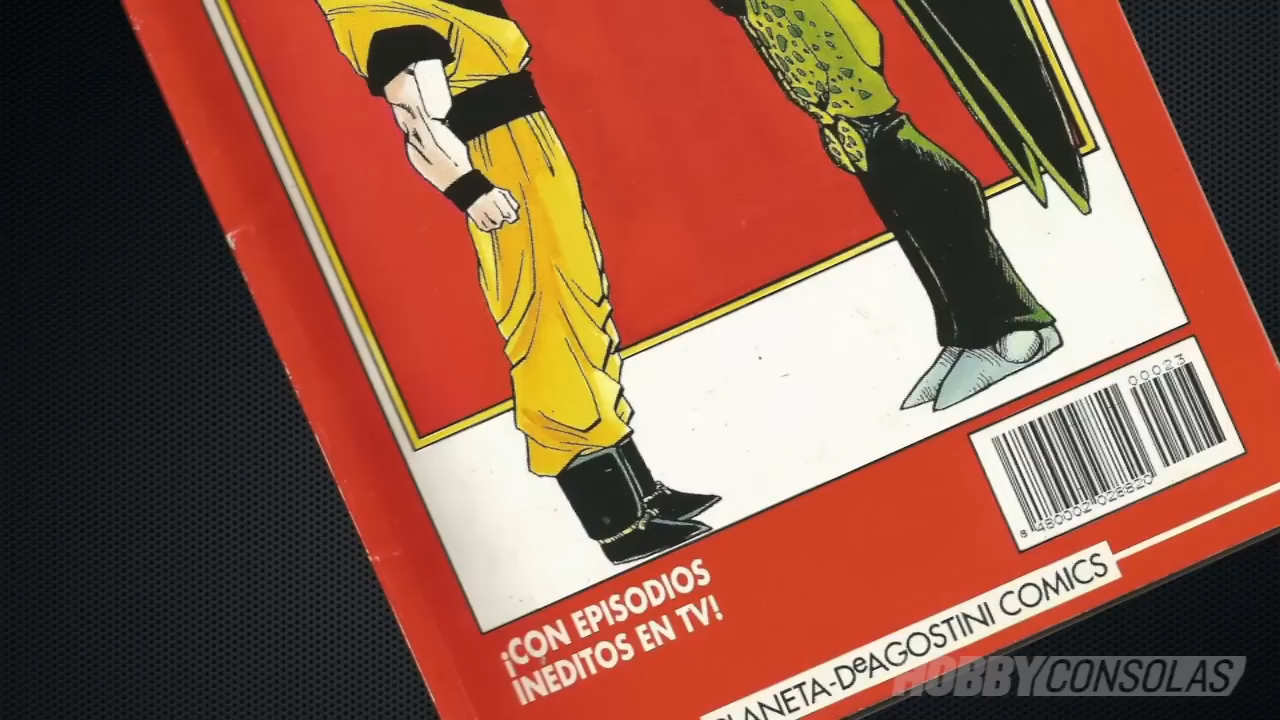 00023
8 480002 028820
¡CON EPISODIOS
INÉDITOS EN TV!
PLANETA-DeAGOSTINI COMICS
HOBBYCONSOLAS